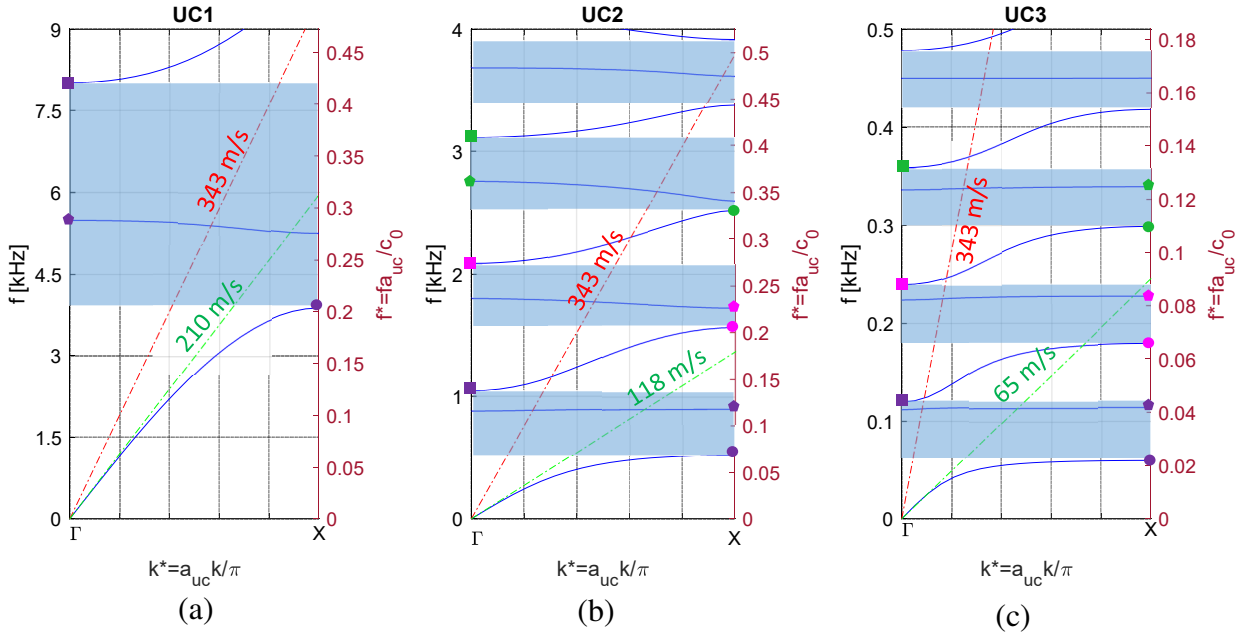 UC1
9
7.5
6
4.5
3
1.5
0
f [kHz]
343 m/s
210 m/s
0.45
0.4
0.35
0.3
0.25
0.2
0.15
0.1
0.05
0
f*=fa_uc/c_0
Γ
X
k*=a_uc k/π
(a)
UC2
4
3
2
1
0
f [kHz]
343 m/s
118 m/s
0.5
0.45
0.4
0.35
0.3
0.25
0.2
0.15
0.1
0.05
0
f*=fa_uc/c_0
Γ
X
k*=a_uc k/π
(b)
UC3
0.5
0.4
0.3
0.2
0.1
0
f [kHz]
343 m/s
65 m/s
0.18
0.16
0.14
0.12
0.1
0.08
0.06
0.04
0.02
0
f*=fa_uc/c_0
Γ
X
k*=a_uc k/π
(c)